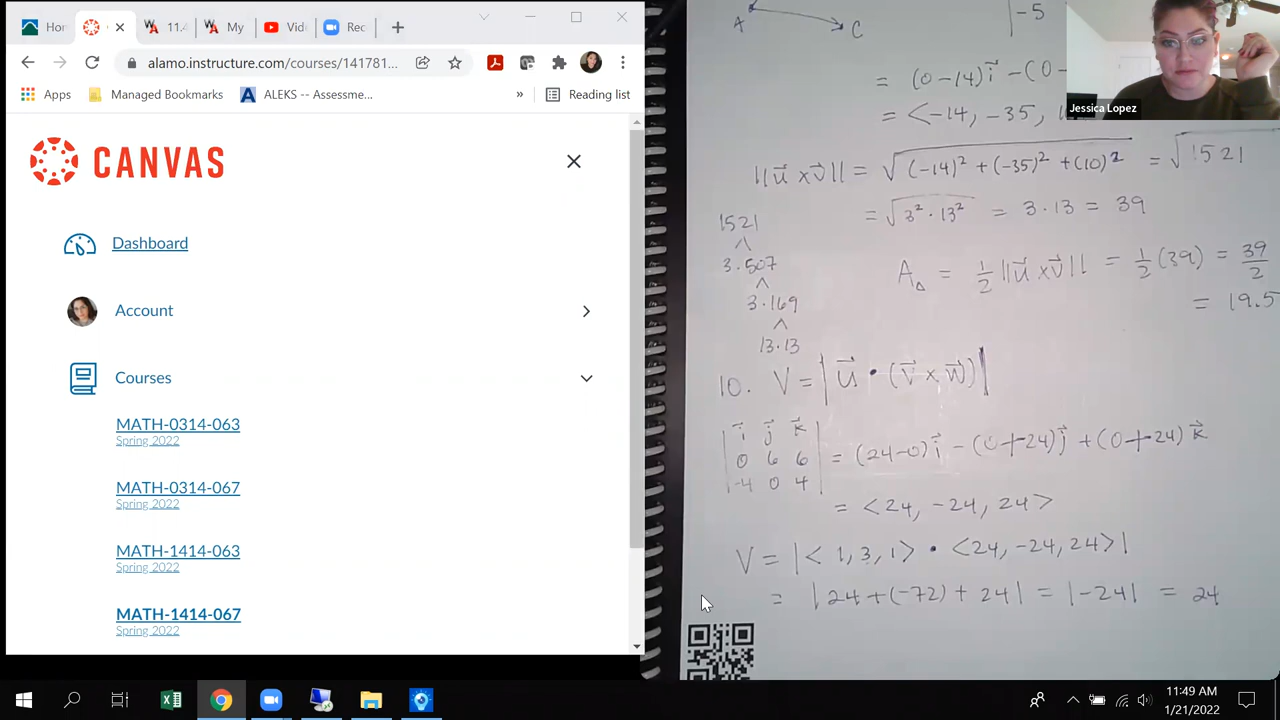 Hor
11.4
My
Vid
Rec
alamo.instructure.com/courses/141781...
Apps
Managed Bookm...
ALEKS – Assessme...
»
Reading list
CANVAS
Dashboard
Account
Courses
MATH-0314-063
Spring 2022
MATH-0314-067
Spring 2022
MATH-1414-063
Spring 2022
MATH-1414-067
Spring 2022
A
C
|-5
= (0-14)i⃗ - (0-
= <-14, -35, 1
Jessica Lopez
||u⃗ x v⃗|| = √(-14)² + (-35)² + (10)² = √1521
= √3²·13² = 3·13 = 39
1521
3·507
3·169
13·13
A△ = ½||u⃗ x v⃗|| = ½(39) = 39/2
= 19.5
10. V = |u⃗ • (v⃗ x w⃗)|
|i⃗ j⃗ k⃗|
|0 6 6| = (24-0)i⃗ - (0+24)j⃗ + (0+24)k⃗
|-4 0 4|
= <24, -24, 24>
V = |<1, 3, 1> • <24, -24, 24>|
= |24 + (-72) + 24| = |-24| = 24
11:49 AM
1/21/2022